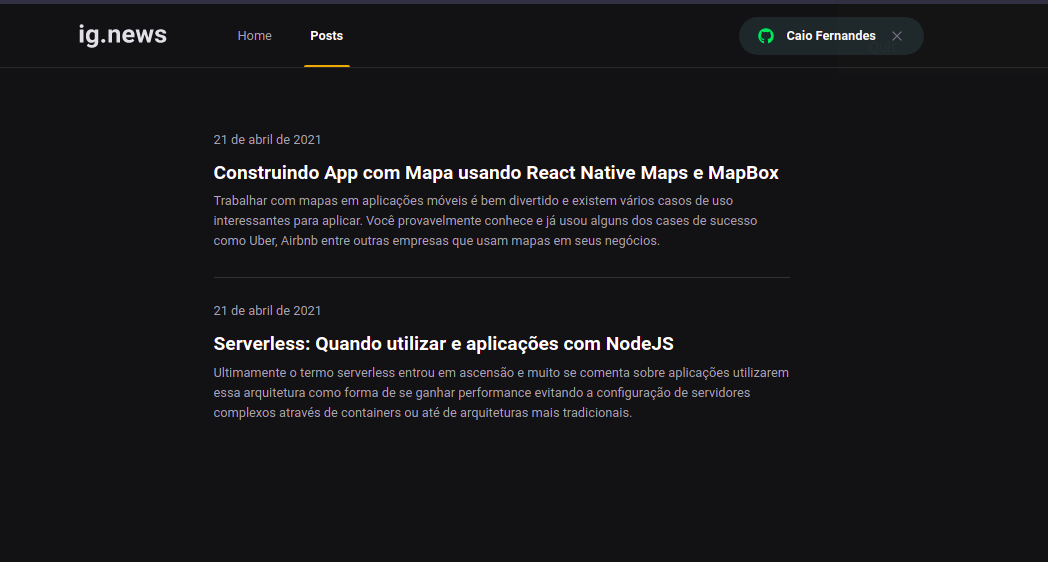 ig.news
Home
Posts
Caio Fernandes
21 de abril de 2021
Construindo App com Mapa usando React Native Maps e MapBox
Trabalhar com mapas em aplicações móveis é bem divertido e existem vários casos de uso
interessantes para aplicar. Você provavelmente conhece e já usou alguns dos cases de sucesso
como Uber, Airbnb entre outras empresas que usam mapas em seus negócios.
21 de abril de 2021
Serverless: Quando utilizar e aplicações com NodeJS
Ultimamente o termo serverless entrou em ascensão e muito se comenta sobre aplicações utilizarem
essa arquitetura como forma de se ganhar performance evitando a configuração de servidores
complexos através de containers ou até de arquiteturas mais tradicionais.